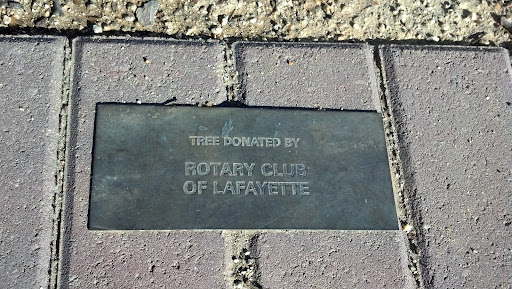 TREE DONATED BY
ROTARY CLUB
OF LAFAYETTE